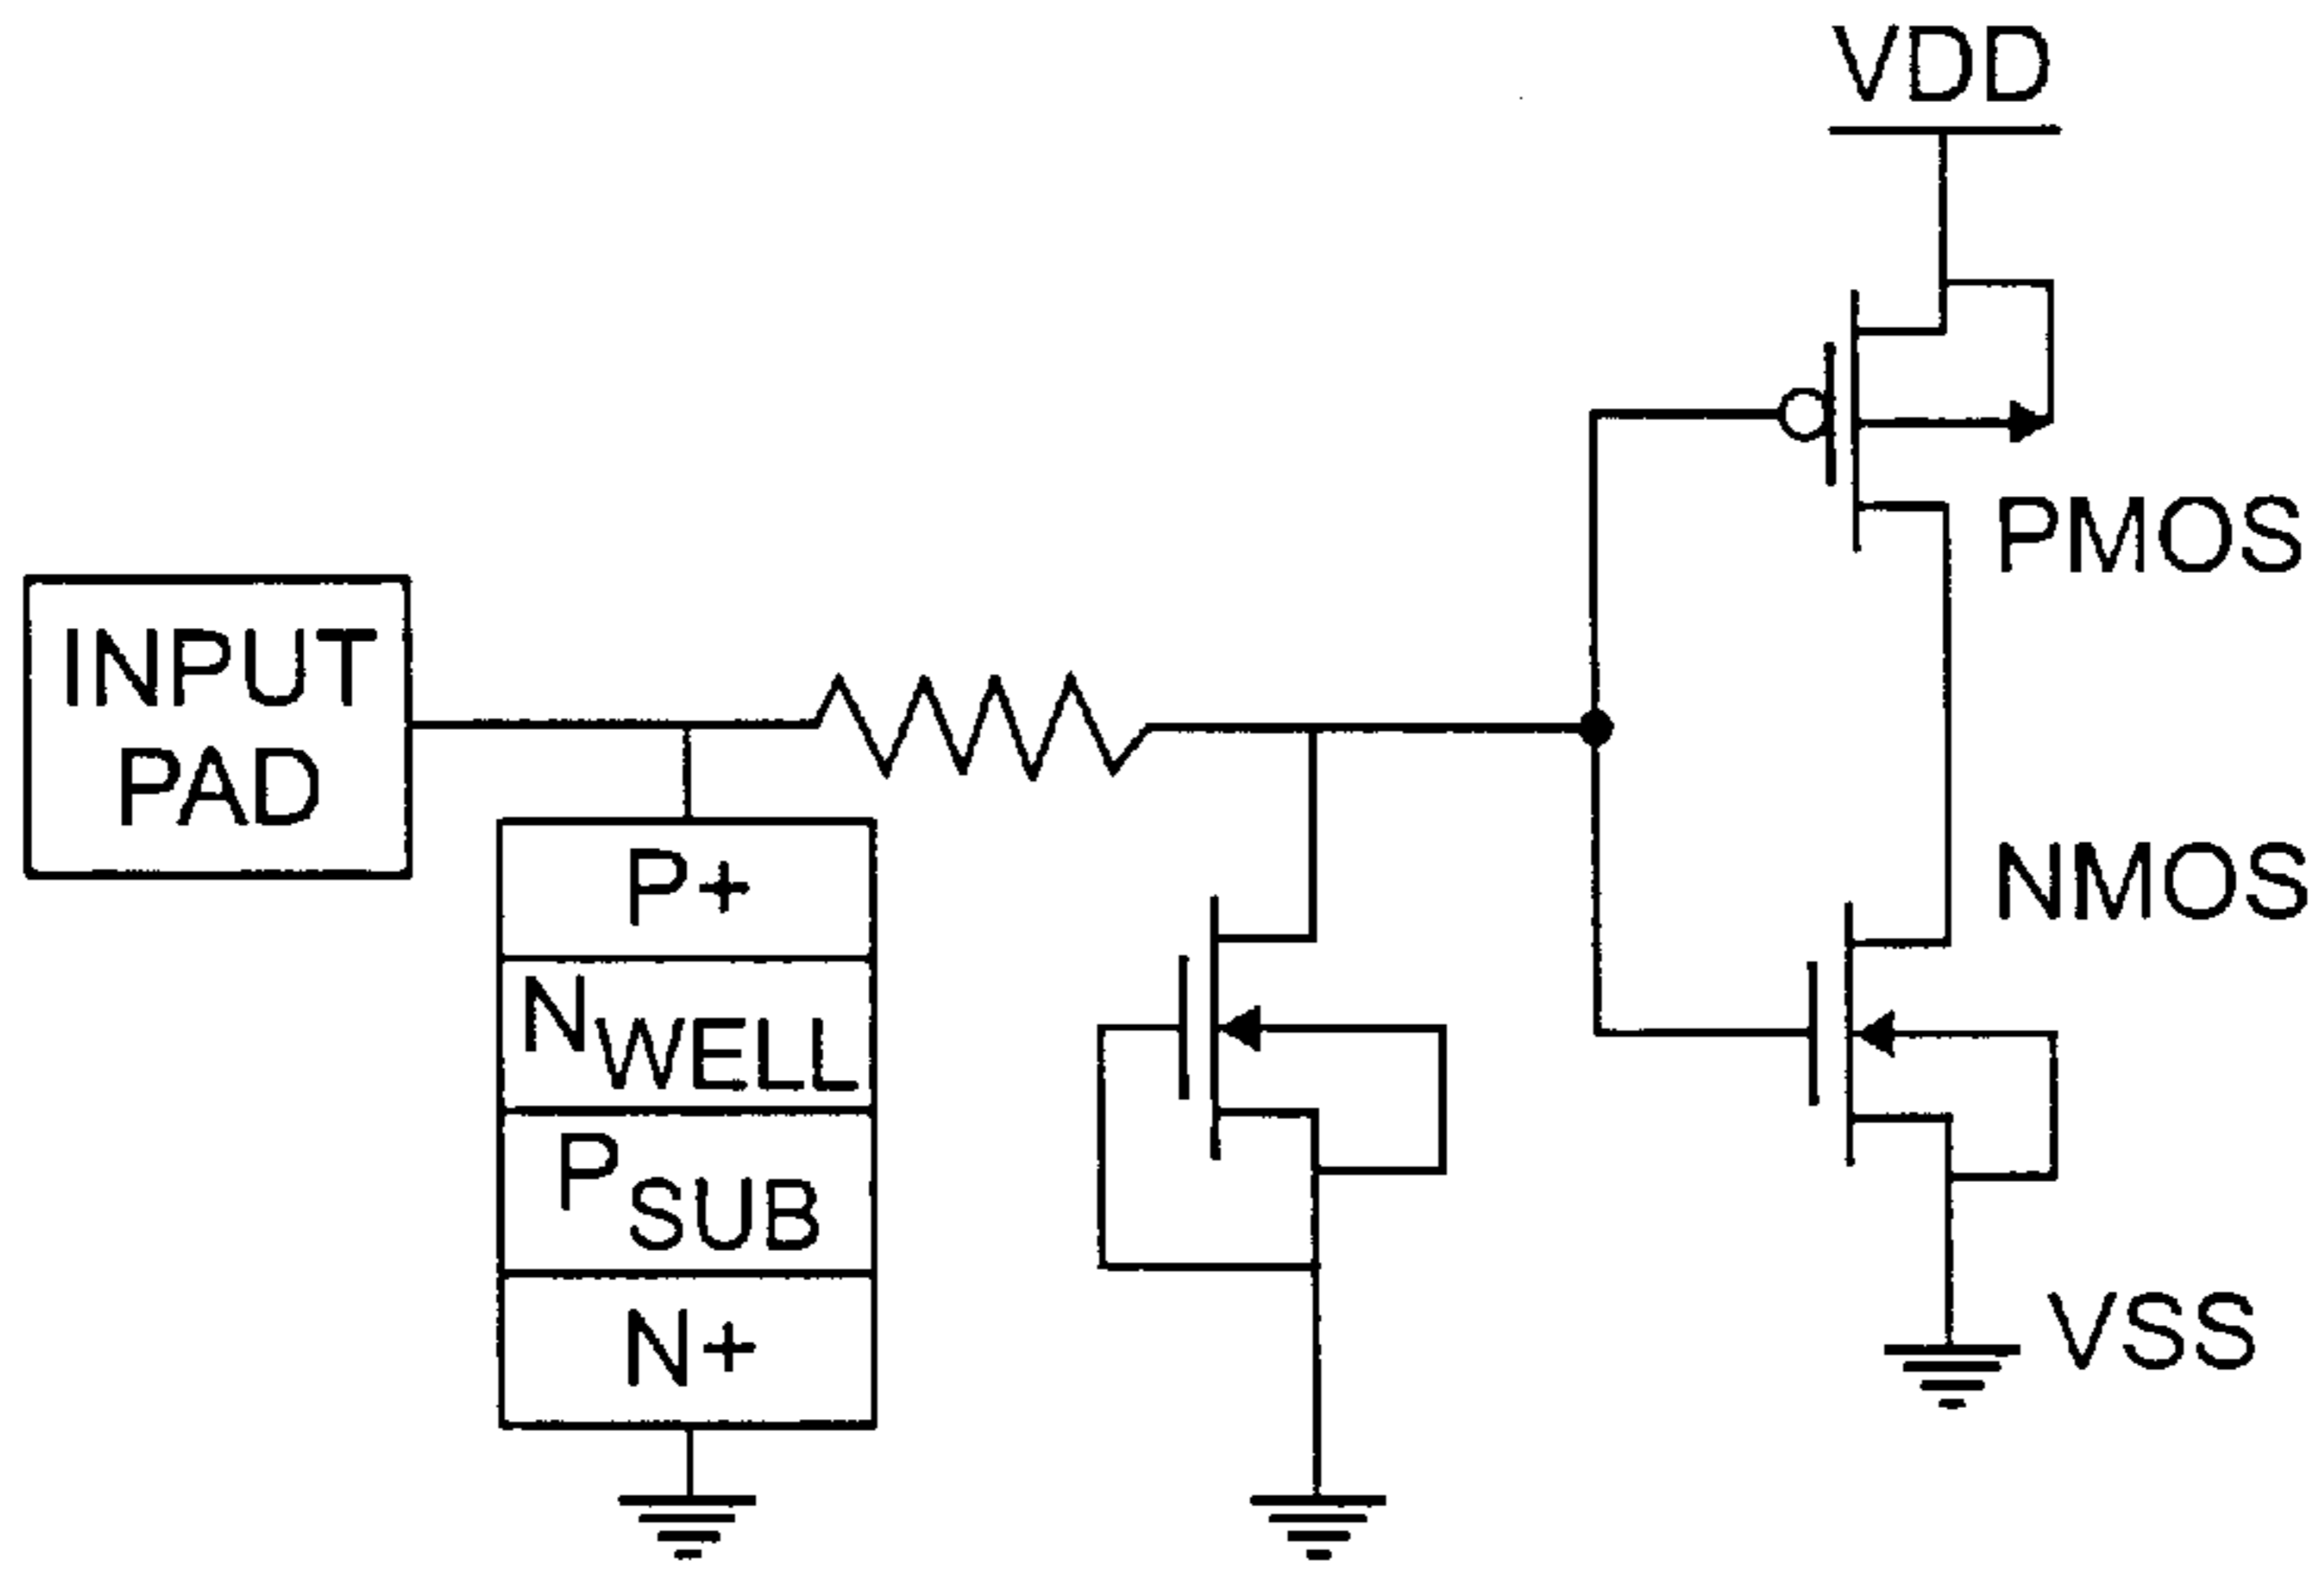 VDD
PMOS
INPUT
PAD
P+
NWELL
PSUB
N+
NMOS
VSS